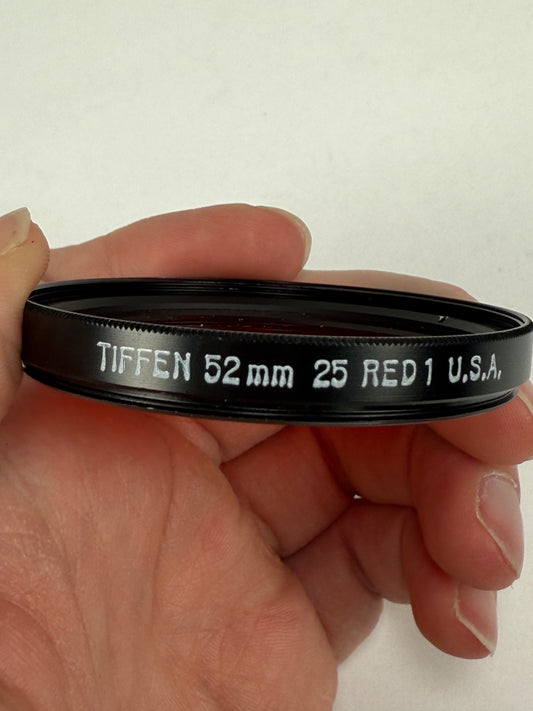 TIFFEN 52mm 25 RED 1 U.S.A.